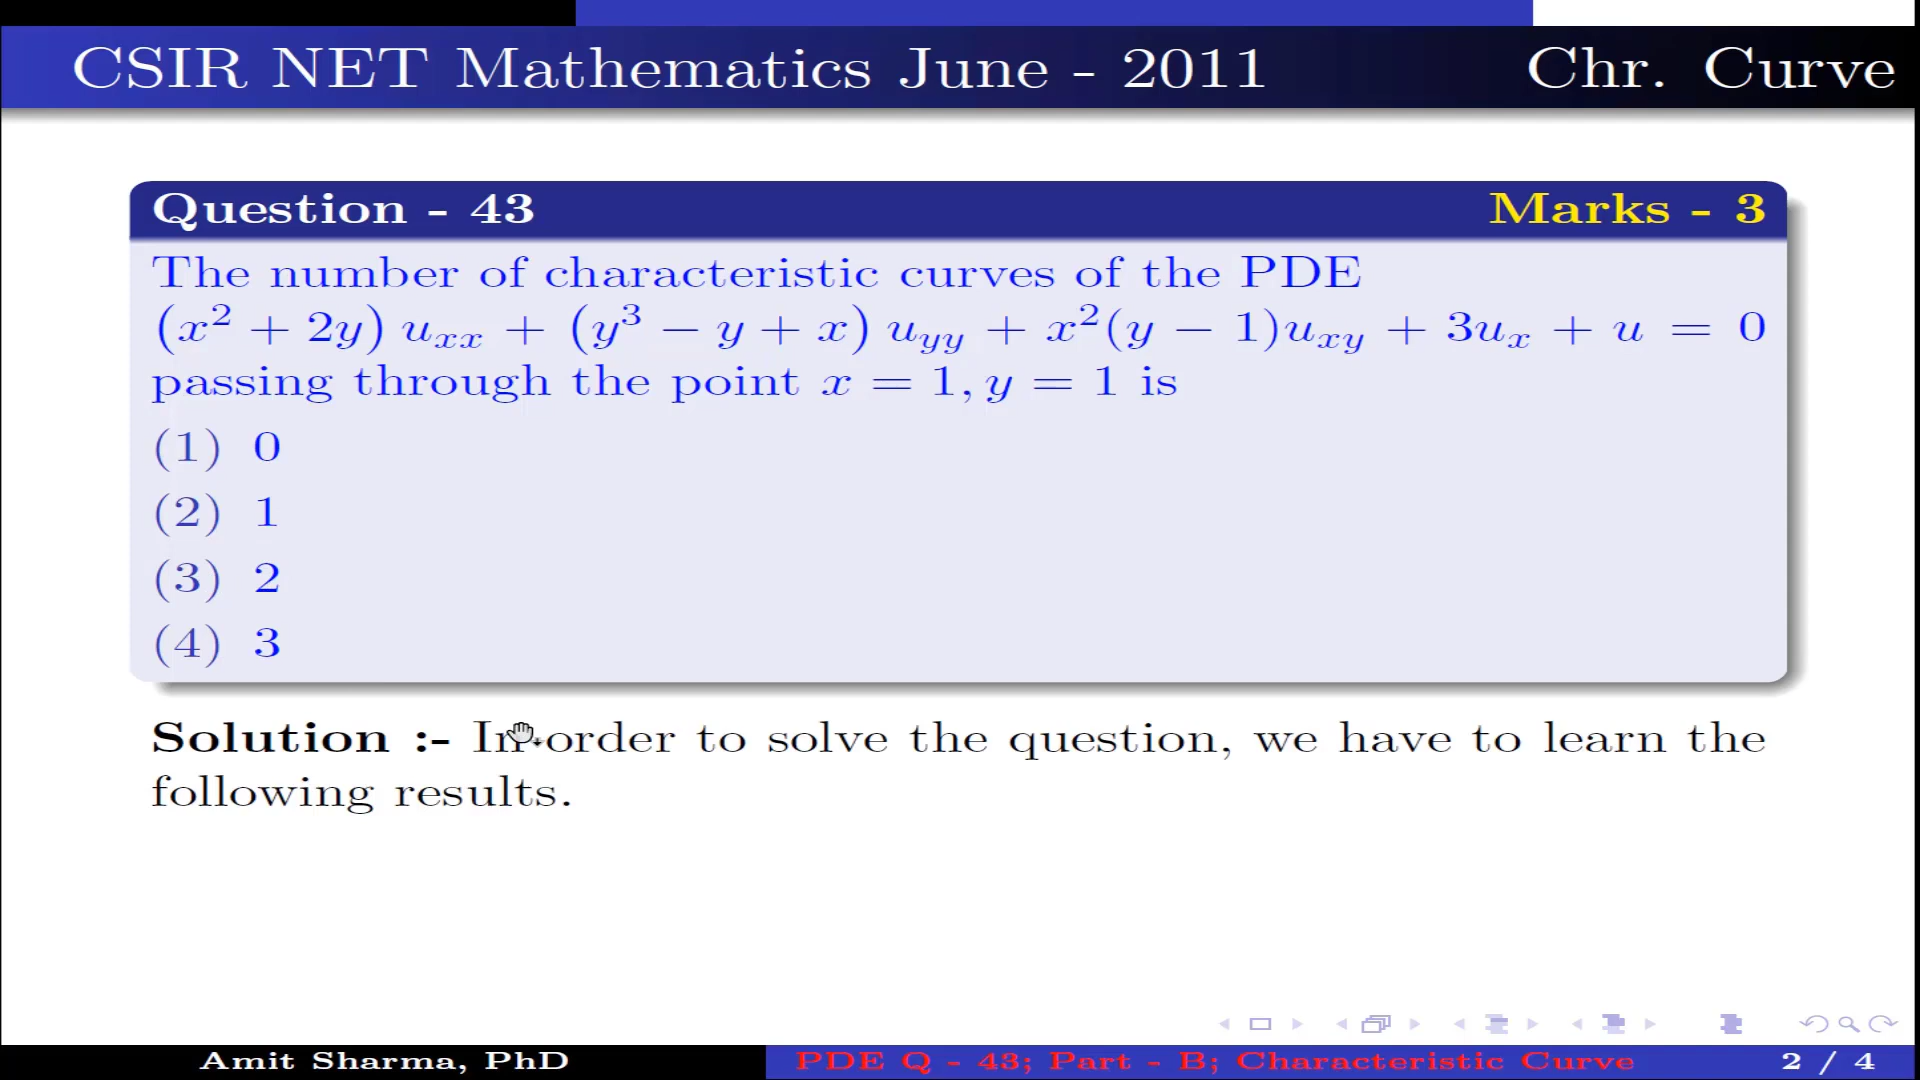 CSIR NET Mathematics June - 2011 Chr. Curve
Question - 43 Marks - 3
The number of characteristic curves of the PDE
(x² + 2y) uₓₓ + (y³ − y + x) u_yy + x²(y − 1)u_xy + 3uₓ + u = 0
passing through the point x = 1, y = 1 is
(1) 0
(2) 1
(3) 2
(4) 3
Solution :- In order to solve the question, we have to learn the
following results.
Amit Sharma, PhD PDE Q - 43; Part - B; Characteristic Curve 2 / 4